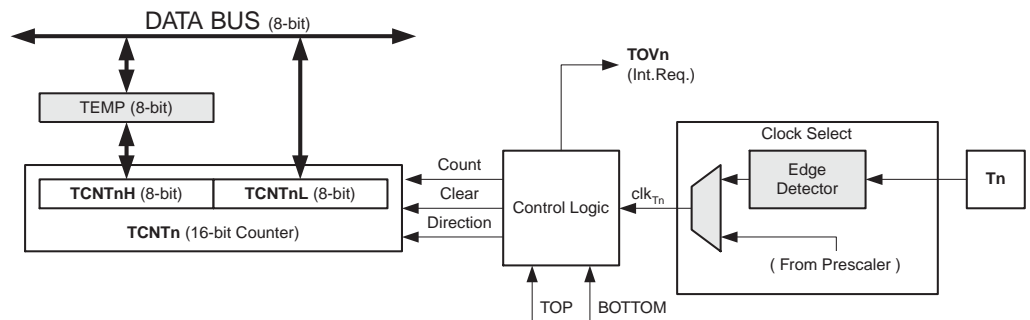 DATA BUS (8-bit)
TOVn
(Int.Req.)
TEMP (8-bit)
Clock Select
Count
Edge
Detector
Tn
TCNTnH (8-bit) TCNTnL (8-bit)
Clear
Control Logic
clkTn
TCNTn (16-bit Counter)
Direction
( From Prescaler )
TOP
BOTTOM